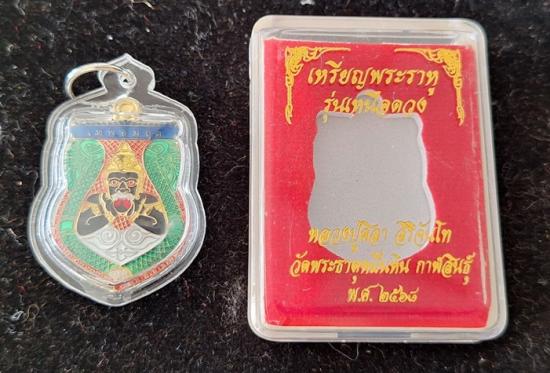 เหรียญพระราหู
รุ่นเหนือดวง
หลวงปู่ศิลา สิริจันโท
วัดพระธาตุหมื่นหิน กาฬสินธุ์
พ.ศ. ๒๕๖๘